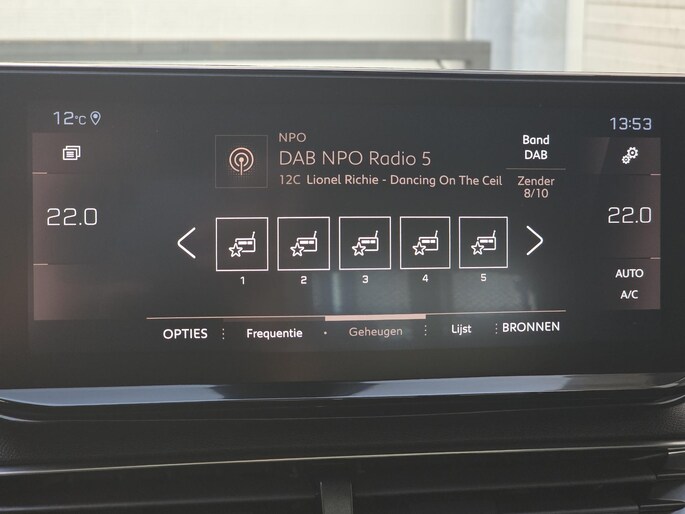 12°C
13:53
NPO
DAB NPO Radio 5
12C Lionel Richie - Dancing On The Ceil
Band
DAB
Zender
8/10
22.0
22.0
1 2 3 4 5
AUTO
A/C
OPTIES Frequentie Geheugen Lijst BRONNEN